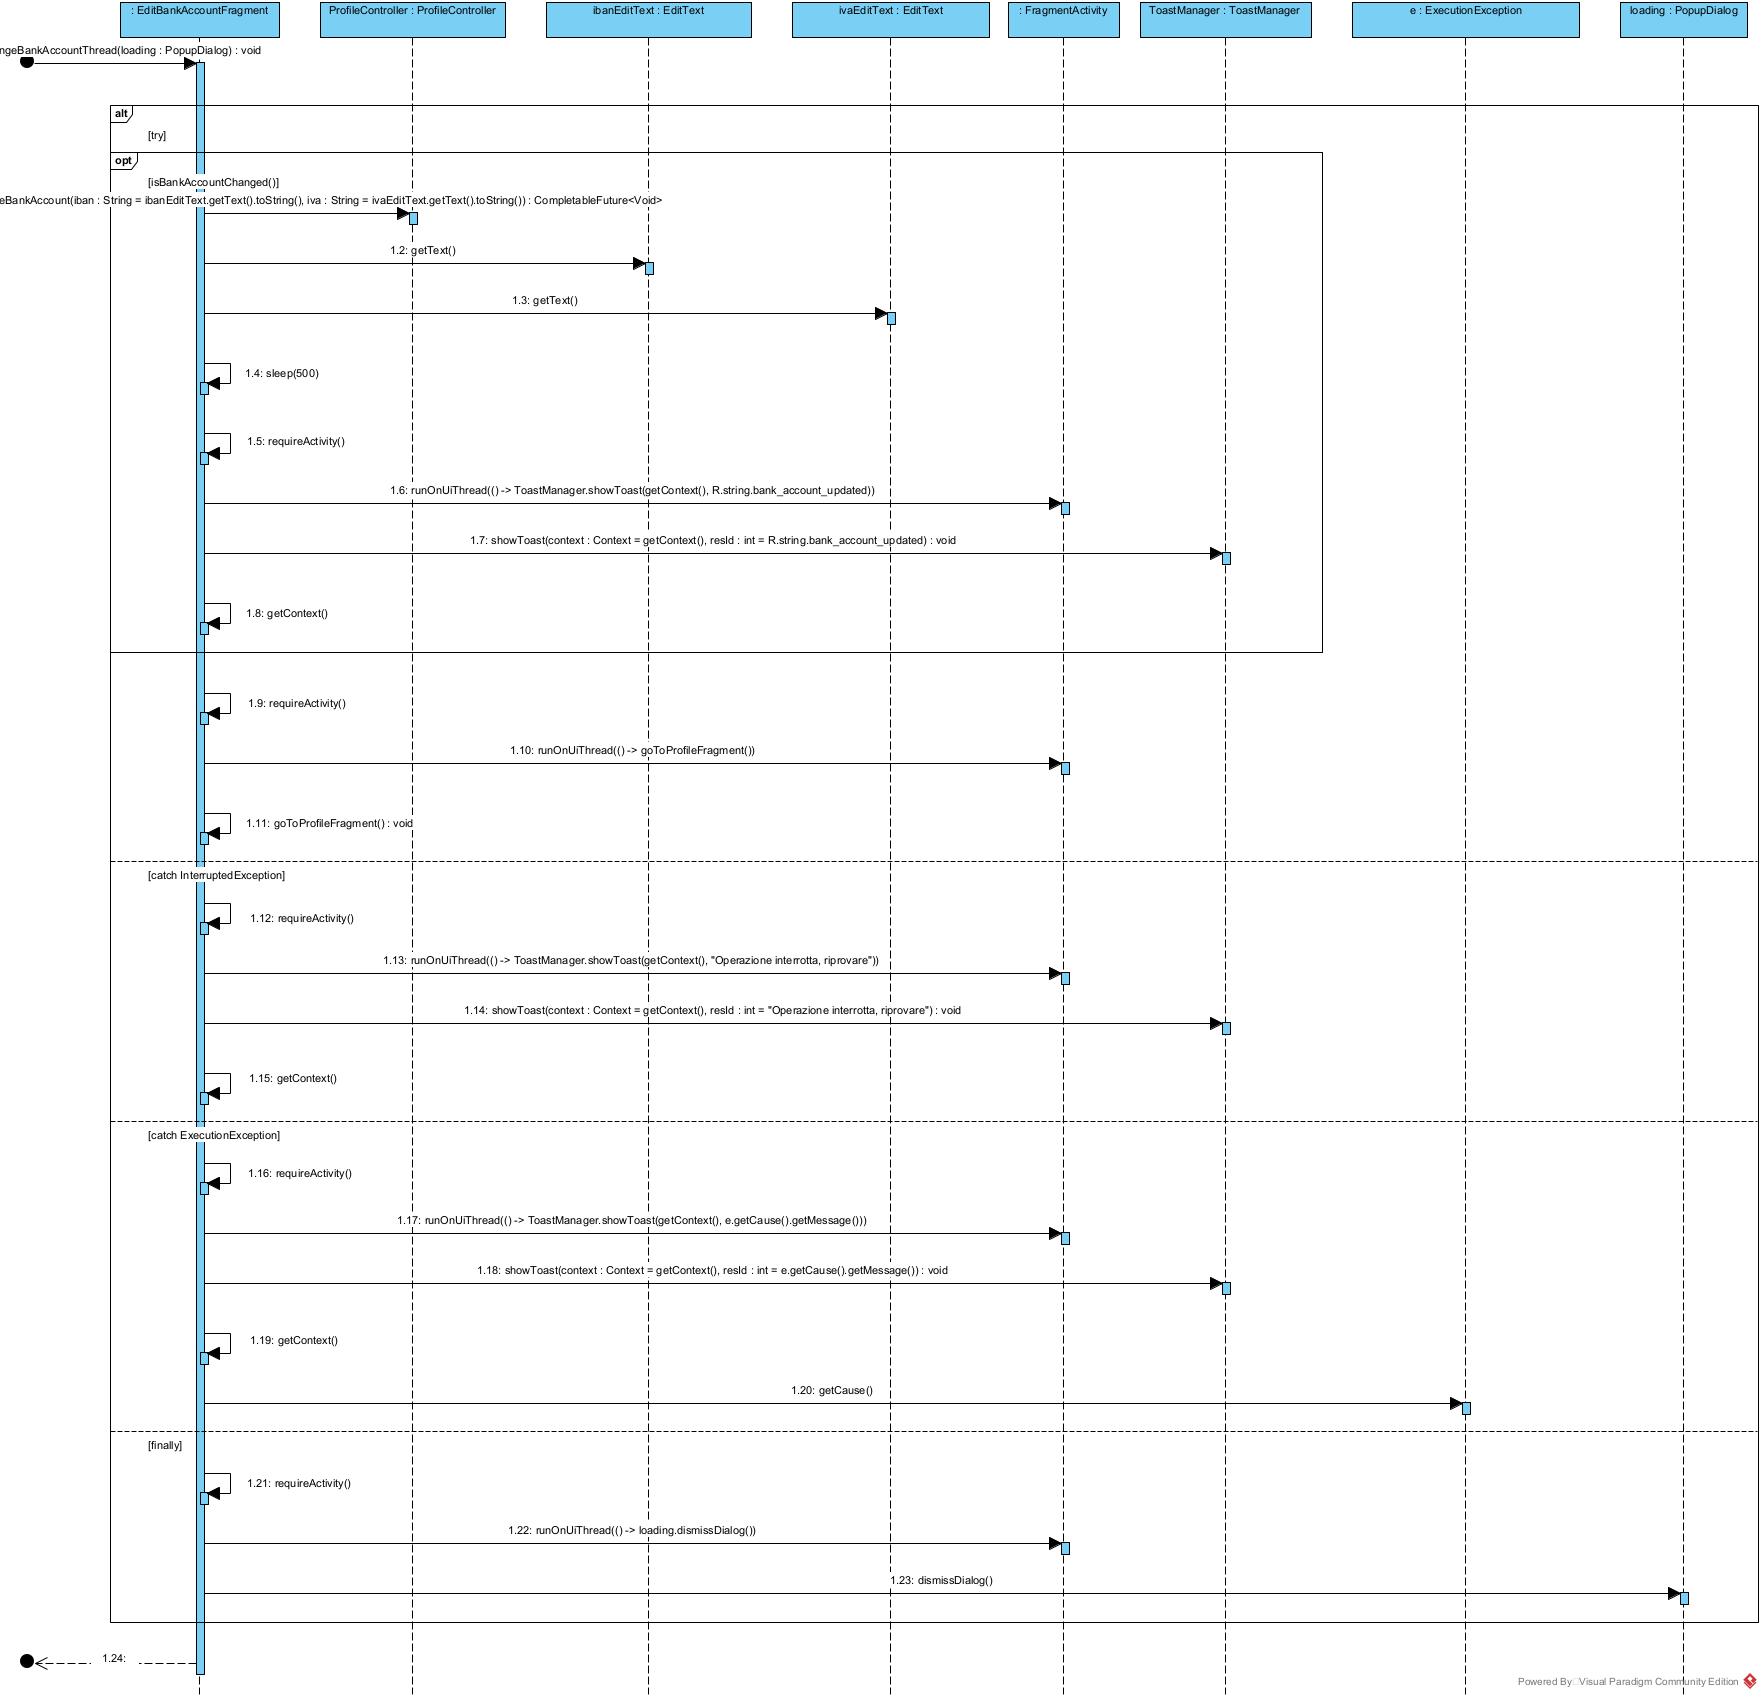 : EditBankAccountFragment
ProfileController : ProfileController
ibanEditText : EditText
ivaEditText : EditText
: FragmentActivity
ToastManager : ToastManager
e : ExecutionException
loading : PopupDialog
ngeBankAccountThread(loading : PopupDialog) : void
alt
[try]
opt
[isBankAccountChanged()]
eBankAccount(iban : String = ibanEditText.getText().toString(), iva : String = ivaEditText.getText().toString()) : CompletableFuture<Void>
1.2: getText()
1.3: getText()
1.4: sleep(500)
1.5: requireActivity()
1.6: runOnUiThread(() -> ToastManager.showToast(getContext(), R.string.bank_account_updated))
1.7: showToast(context : Context = getContext(), resId : int = R.string.bank_account_updated) : void
1.8: getContext()
1.9: requireActivity()
1.10: runOnUiThread(() -> goToProfileFragment())
1.11: goToProfileFragment() : void
[catch InterruptedException]
1.12: requireActivity()
1.13: runOnUiThread(() -> ToastManager.showToast(getContext(), "Operazione interrotta, riprovare"))
1.14: showToast(context : Context = getContext(), resId : int = "Operazione interrotta, riprovare") : void
1.15: getContext()
[catch ExecutionException]
1.16: requireActivity()
1.17: runOnUiThread(() -> ToastManager.showToast(getContext(), e.getCause().getMessage()))
1.18: showToast(context : Context = getContext(), resId : int = e.getCause().getMessage()) : void
1.19: getContext()
1.20: getCause()
[finally]
1.21: requireActivity()
1.22: runOnUiThread(() -> loading.dismissDialog())
1.23: dismissDialog()
1.24:
Powered By Visual Paradigm Community Edition